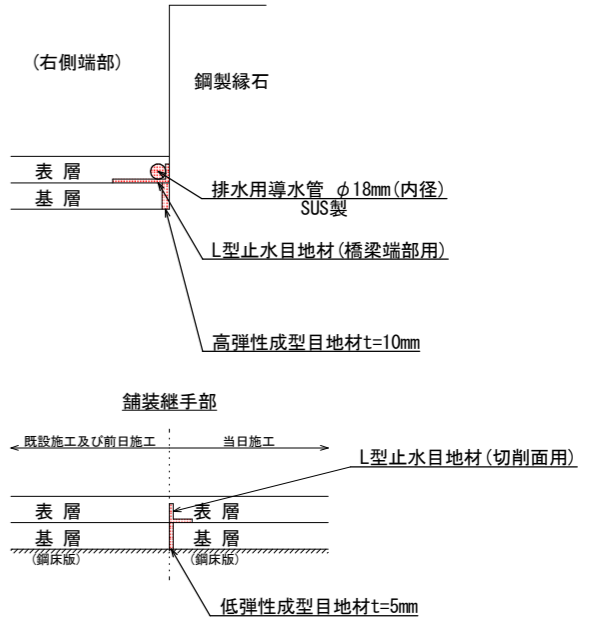 (右側端部)
鋼製縁石
表 層
基 層
排水用導水管 φ18mm(内径)
SUS製
L型止水目地材(橋梁端部用)
高弾性成型目地材t=10mm
舗装継手部
既設施工及び前日施工
当日施工
L型止水目地材(切削面用)
表 層
表 層
基 層
基 層
(鋼床版)
(鋼床版)
低弾性成型目地材t=5mm